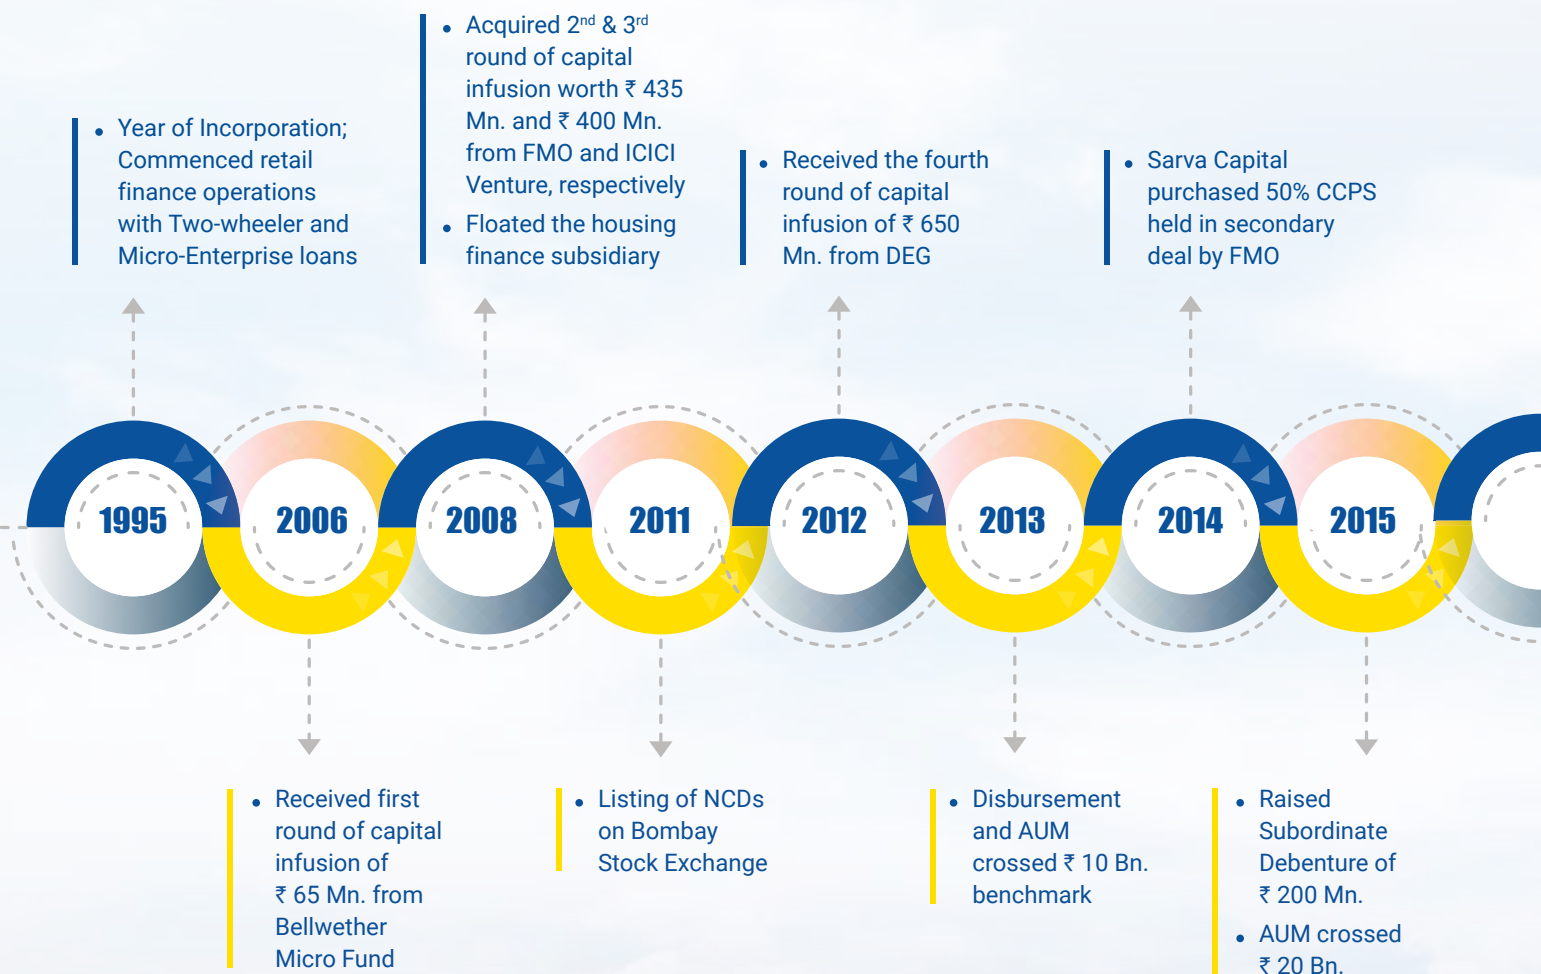 • Acquired 2nd & 3rd
round of capital
infusion worth ₹ 435
Mn. and ₹ 400 Mn.
from FMO and ICICI
Venture, respectively
• Floated the housing
finance subsidiary
• Year of Incorporation;
Commenced retail
finance operations
with Two-wheeler and
Micro-Enterprise loans
• Received the fourth
round of capital
infusion of ₹ 650
Mn. from DEG
• Sarva Capital
purchased 50% CCPS
held in secondary
deal by FMO
1995
2006
2008
2011
2012
2013
2014
2015
• Received first
round of capital
infusion of
₹ 65 Mn. from
Bellwether
Micro Fund
• Listing of NCDs
on Bombay
Stock Exchange
• Disbursement
and AUM
crossed ₹ 10 Bn.
benchmark
• Raised
Subordinate
Debenture of
₹ 200 Mn.
• AUM crossed
₹ 20 Bn.